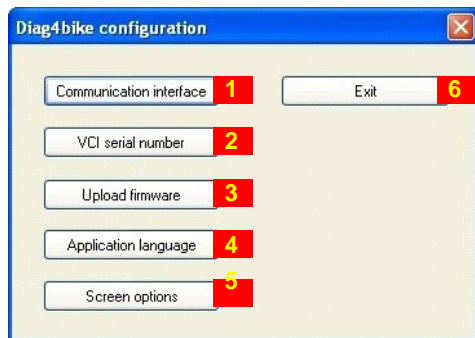 Diag4bike configuration
Communication interface 1
Exit 6
VCI serial number 2
Upload firmware 3
Application language 4
Screen options 5